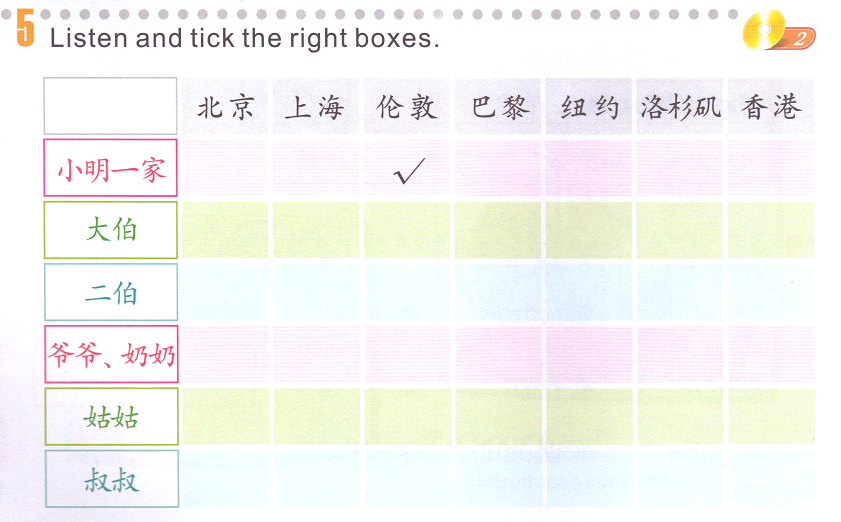 5 Listen and tick the right boxes.
2
北京 上海 伦敦 巴黎 纽约 洛杉矶 香港
小明一家 ✓
大伯
二伯
爷爷、奶奶
姑姑
叔叔